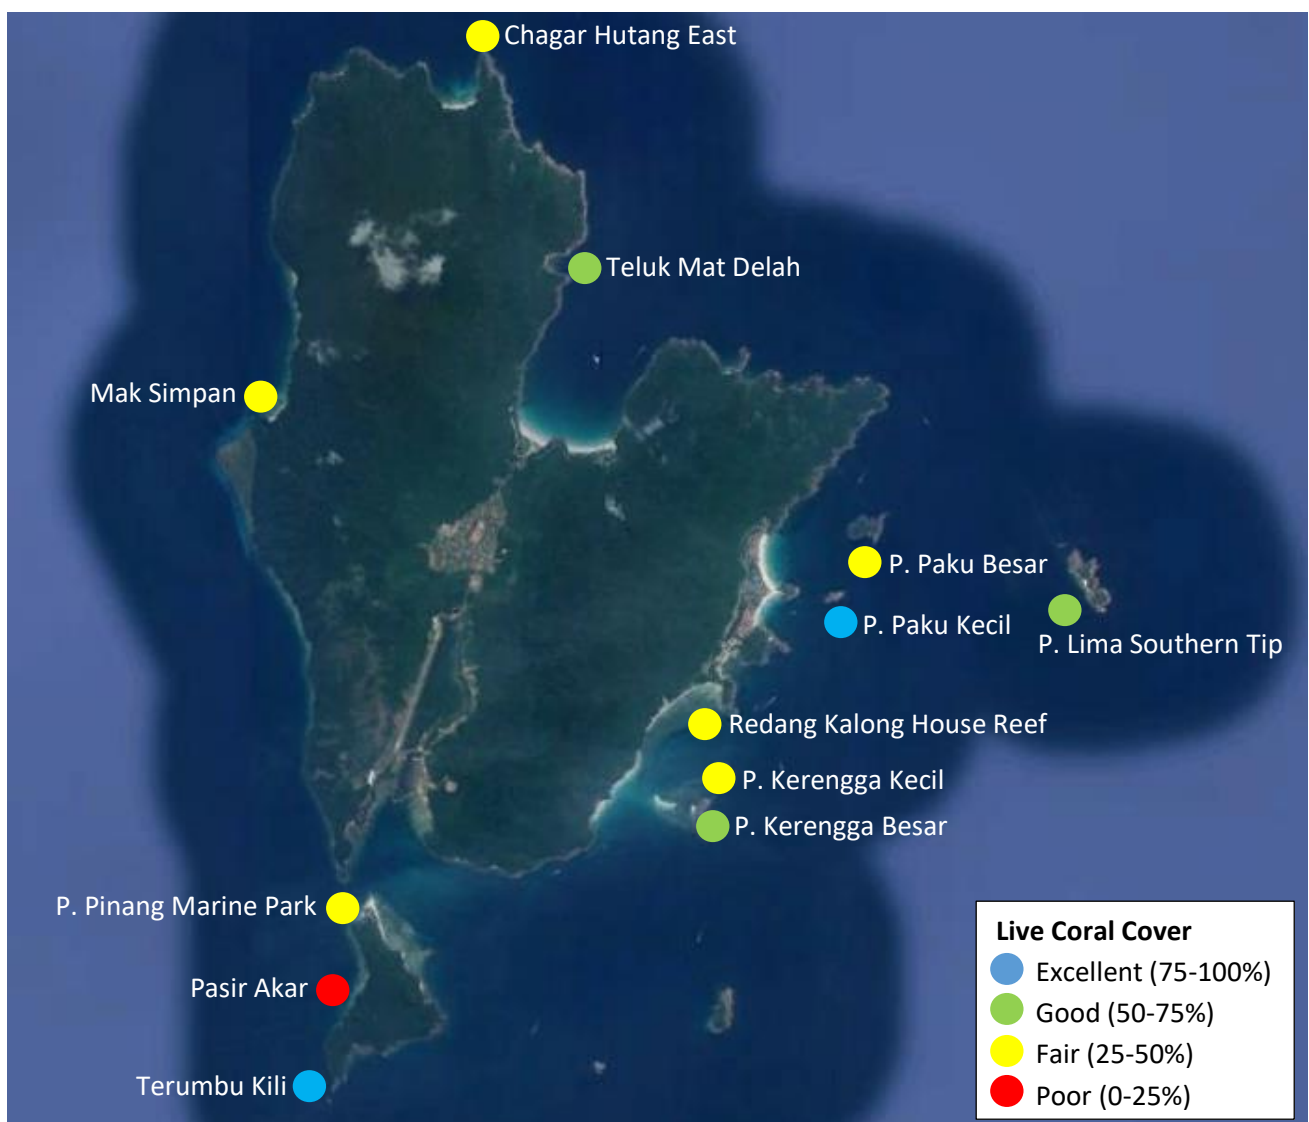 Chagar Hutang East
Teluk Mat Delah
Mak Simpan
P. Paku Besar
P. Paku Kecil
P. Lima Southern Tip
Redang Kalong House Reef
P. Kerengga Kecil
P. Kerengga Besar
P. Pinang Marine Park
Pasir Akar
Terumbu Kili
Live Coral Cover
Excellent (75-100%)
Good (50-75%)
Fair (25-50%)
Poor (0-25%)